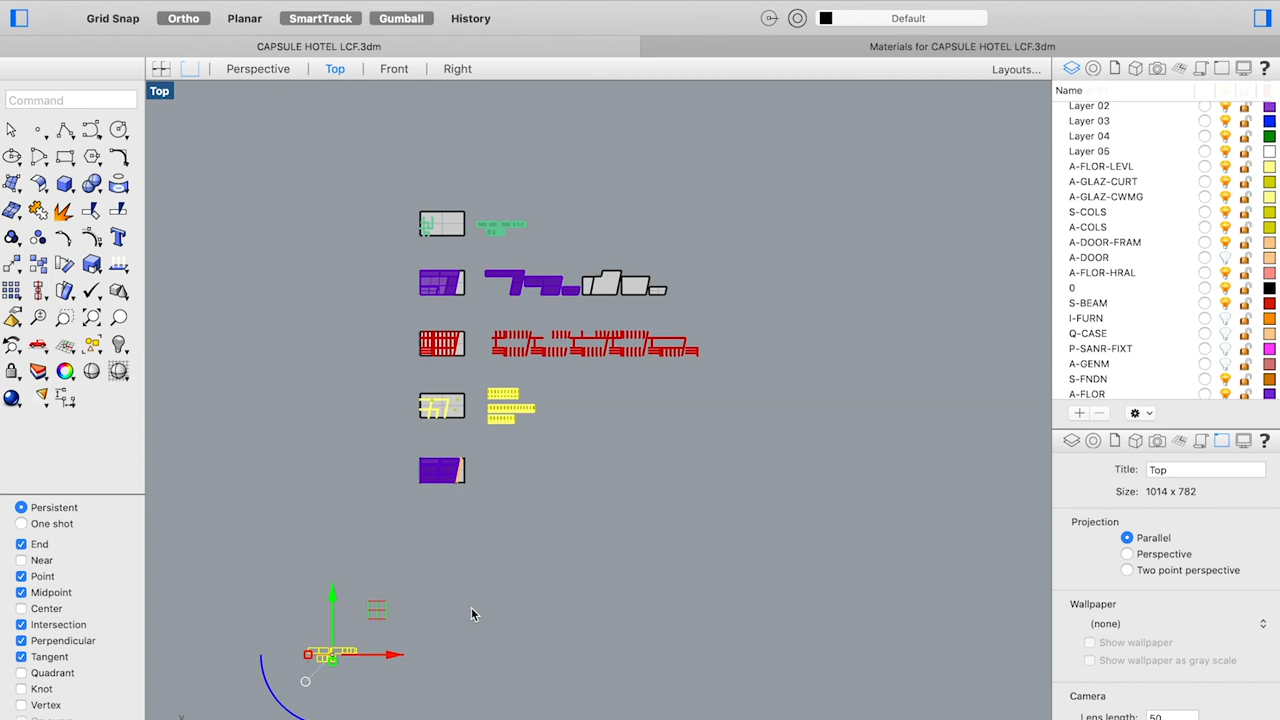 Grid Snap Ortho Planar SmartTrack Gumball History Default
CAPSULE HOTEL LCF.3dm Materials for CAPSULE HOTEL LCF.3dm
Perspective Top Front Right Layouts...
Top
Command
Name
Layer 02
Layer 03
Layer 04
Layer 05
A-FLOR-LEVL
A-GLAZ-CURT
A-GLAZ-CWMG
S-COLS
A-COLS
A-DOOR-FRAM
A-DOOR
A-FLOR-HRAL
0
S-BEAM
I-FURN
Q-CASE
P-SANR-FIXT
A-GENM
S-FNDN
A-FLOR
Persistent
One shot
End
Near
Point
Midpoint
Center
Intersection
Perpendicular
Tangent
Quadrant
Knot
Vertex
Title: Top
Size: 1014 x 782
Projection
Parallel
Perspective
Two point perspective
Wallpaper
(none)
Show wallpaper
Show wallpaper as gray scale
Camera
Lens length: 50